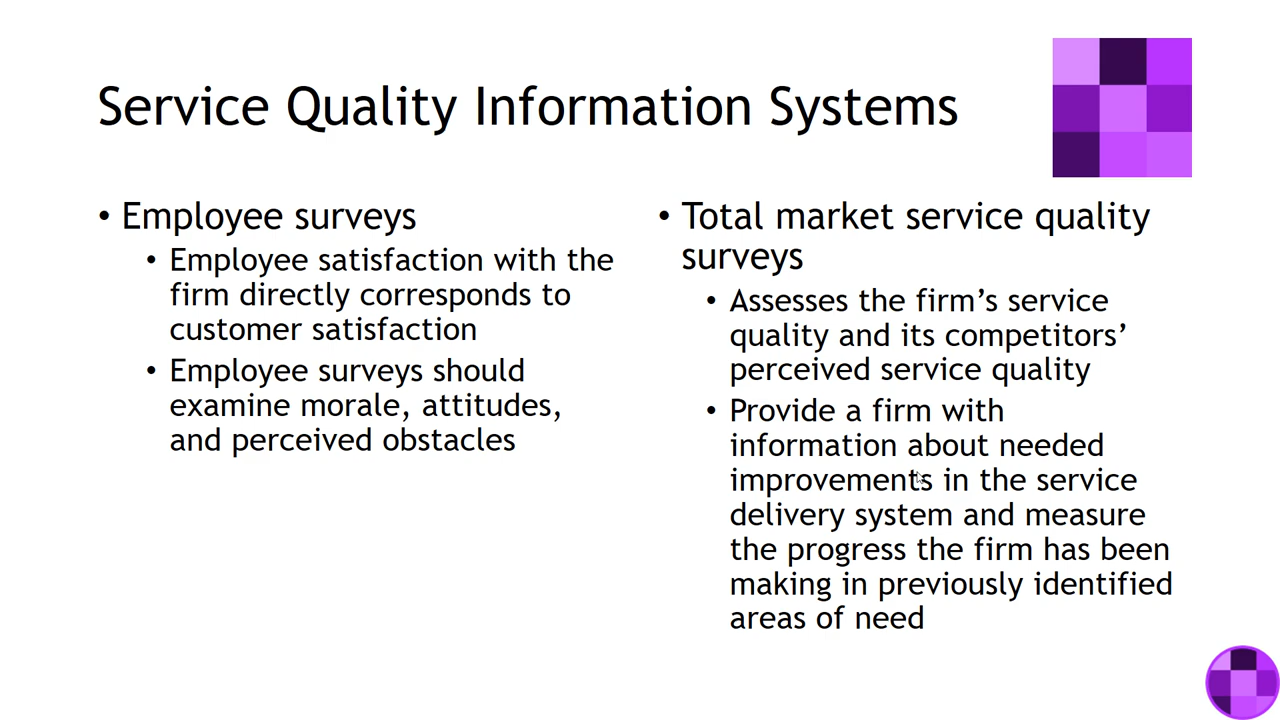 Service Quality Information Systems
• Employee surveys
• Employee satisfaction with the
firm directly corresponds to
customer satisfaction
• Employee surveys should
examine morale, attitudes,
and perceived obstacles
• Total market service quality
surveys
• Assesses the firm’s service
quality and its competitors’
perceived service quality
• Provide a firm with
information about needed
improvements in the service
delivery system and measure
the progress the firm has been
making in previously identified
areas of need